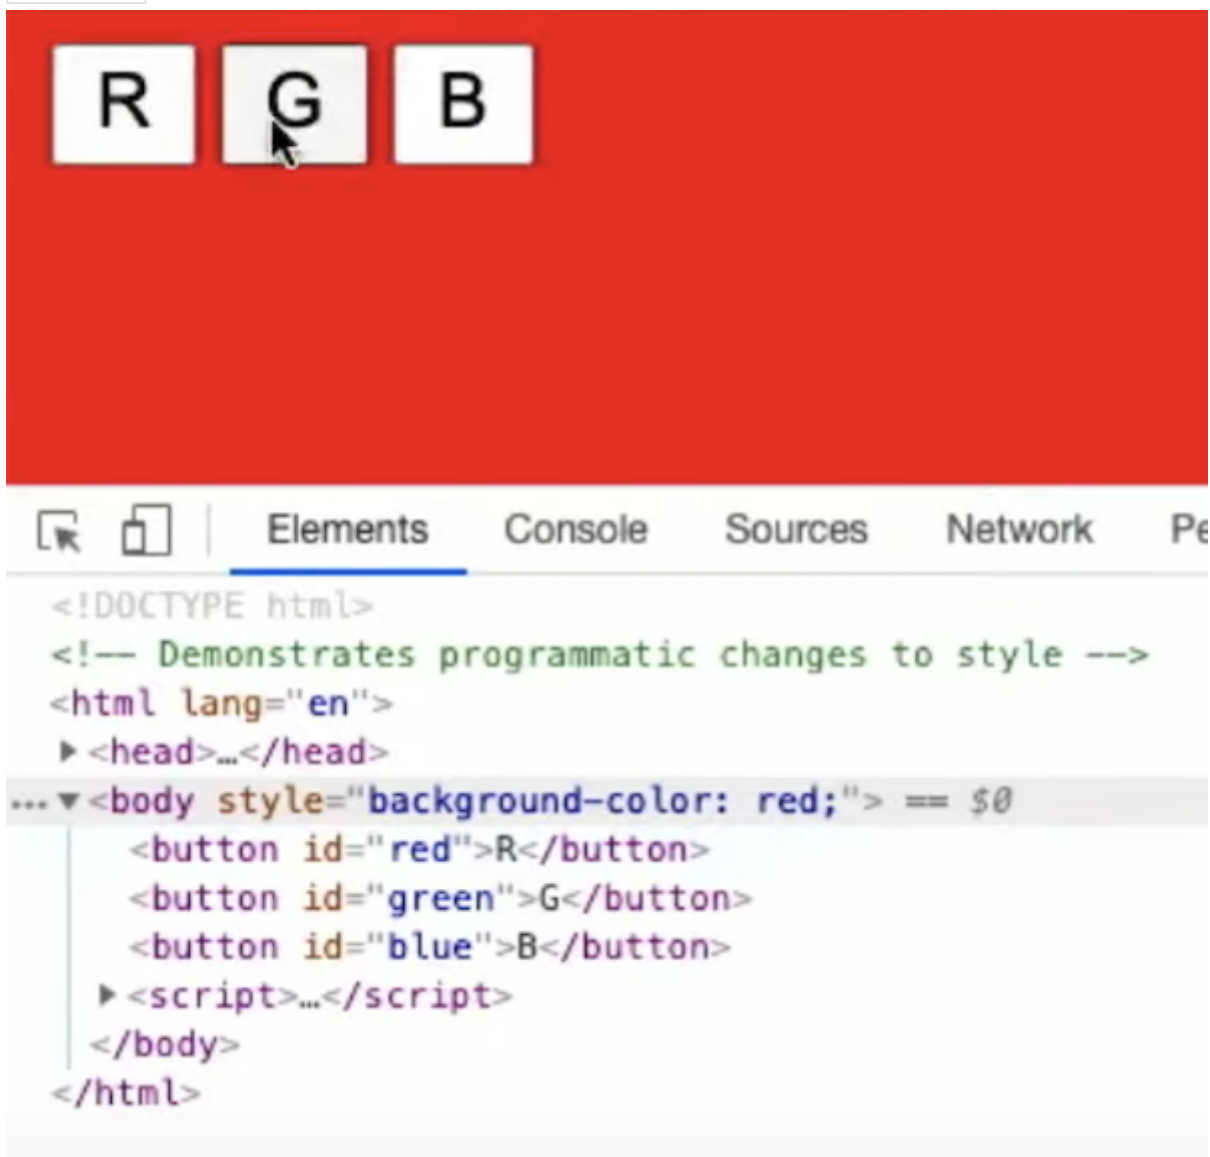 R G B
Elements Console Sources Network Pe
<!DOCTYPE html>
<!-- Demonstrates programmatic changes to style -->
<html lang="en">
<head>…</head>
<body style="background-color: red;"> == $0
<button id="red">R</button>
<button id="green">G</button>
<button id="blue">B</button>
<script>…</script>
</body>
</html>